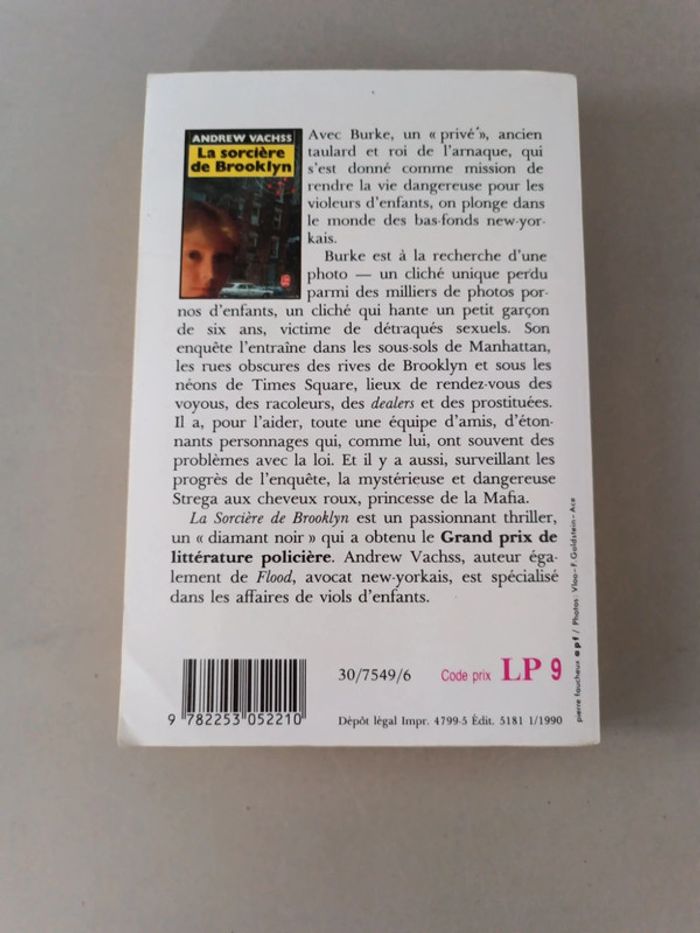 ANDREW VACHSS
La sorcière
de Brooklyn
Avec Burke, un « privé », ancien
taulard et roi de l'arnaque, qui
s'est donné comme mission de
rendre la vie dangereuse pour les
violeurs d'enfants, on plonge dans
le monde des bas-fonds new-yor-
kais.
Burke est à la recherche d'une
photo — un cliché unique perdu
parmi des milliers de photos por-
nos d'enfants, un cliché qui hante un petit garçon
de six ans, victime de détraqués sexuels. Son
enquête l'entraîne dans les sous-sols de Manhattan,
les rues obscures des rives de Brooklyn et sous les
néons de Times Square, lieux de rendez-vous des
voyous, des racoleurs, des dealers et des prostituées.
Il a, pour l'aider, toute une équipe d'amis, d'éton-
nants personnages qui, comme lui, ont souvent des
problèmes avec la loi. Et il y a aussi, surveillant les
progrès de l'enquête, la mystérieuse et dangereuse
Strega aux cheveux roux, princesse de la Mafia.
La Sorcière de Brooklyn est un passionnant thriller,
un « diamant noir » qui a obtenu le Grand prix de
littérature policière. Andrew Vachss, auteur éga-
lement de Flood, avocat new-yorkais, est spécialisé
dans les affaires de viols d'enfants.
9 782253 052210
30/7549/6
Code prix LP 9
Dépôt légal Impr. 4799-5 Édit. 5181 1/1990
pierre faucheux apf / Photos: Vloo-F. Goldstein-Ace